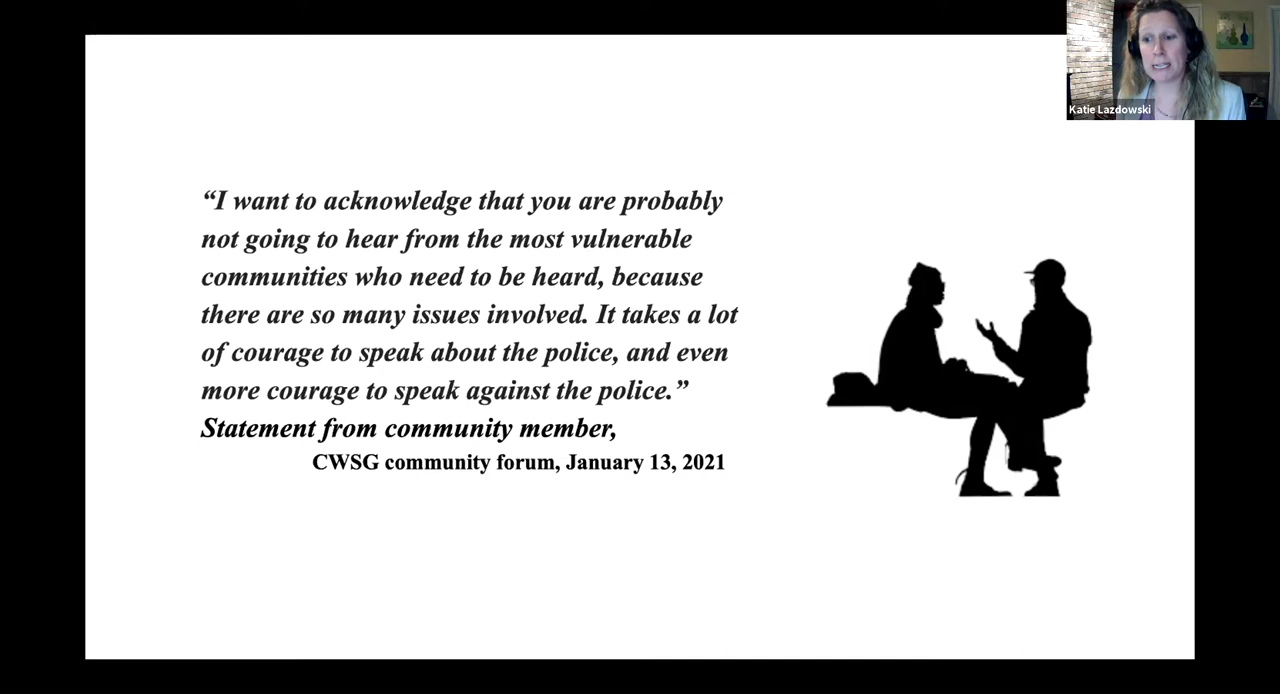 “I want to acknowledge that you are probably
not going to hear from the most vulnerable
communities who need to be heard, because
there are so many issues involved. It takes a lot
of courage to speak about the police, and even
more courage to speak against the police.”
Statement from community member,
CWSG community forum, January 13, 2021
Katie Lazdowski